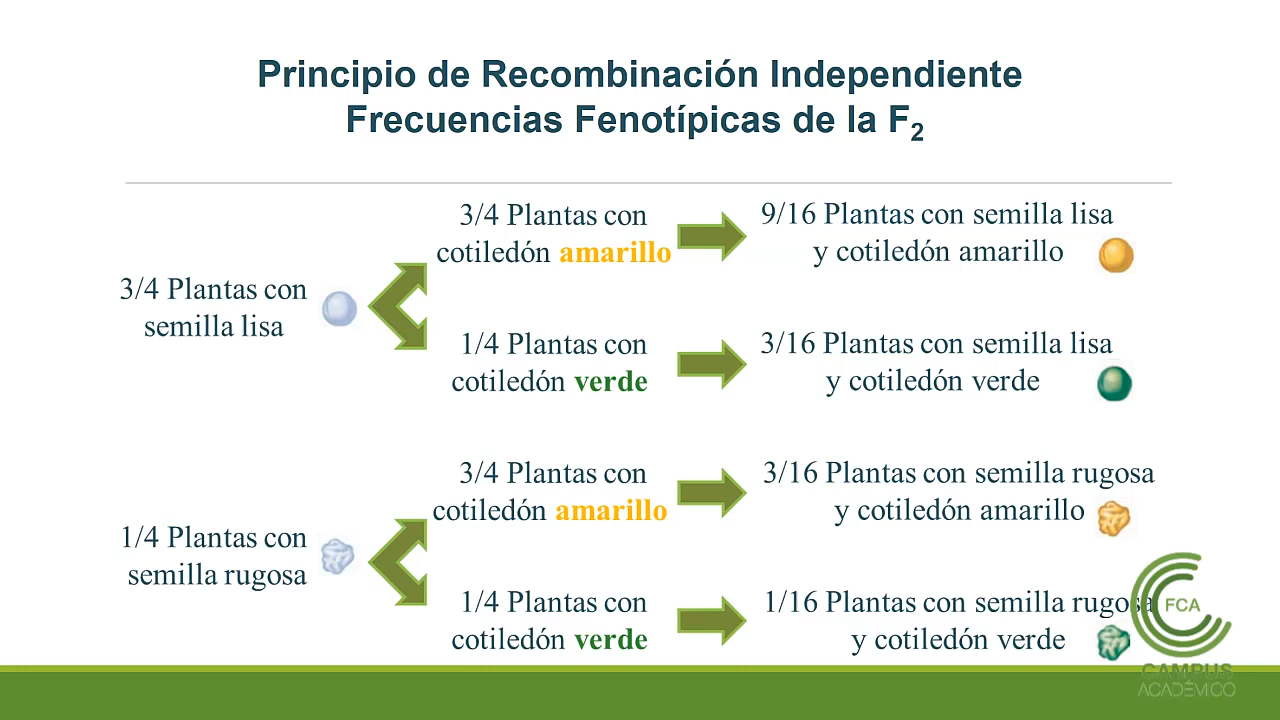 Principio de Recombinación Independiente
Frecuencias Fenotípicas de la F2
3/4 Plantas con
semilla lisa
3/4 Plantas con
cotiledón amarillo
9/16 Plantas con semilla lisa
y cotiledón amarillo
1/4 Plantas con
cotiledón verde
3/16 Plantas con semilla lisa
y cotiledón verde
1/4 Plantas con
semilla rugosa
3/4 Plantas con
cotiledón amarillo
3/16 Plantas con semilla rugosa
y cotiledón amarillo
1/4 Plantas con
cotiledón verde
1/16 Plantas con semilla rugosa
y cotiledón verde
FCA
CAMPUS
ACADÉMICO